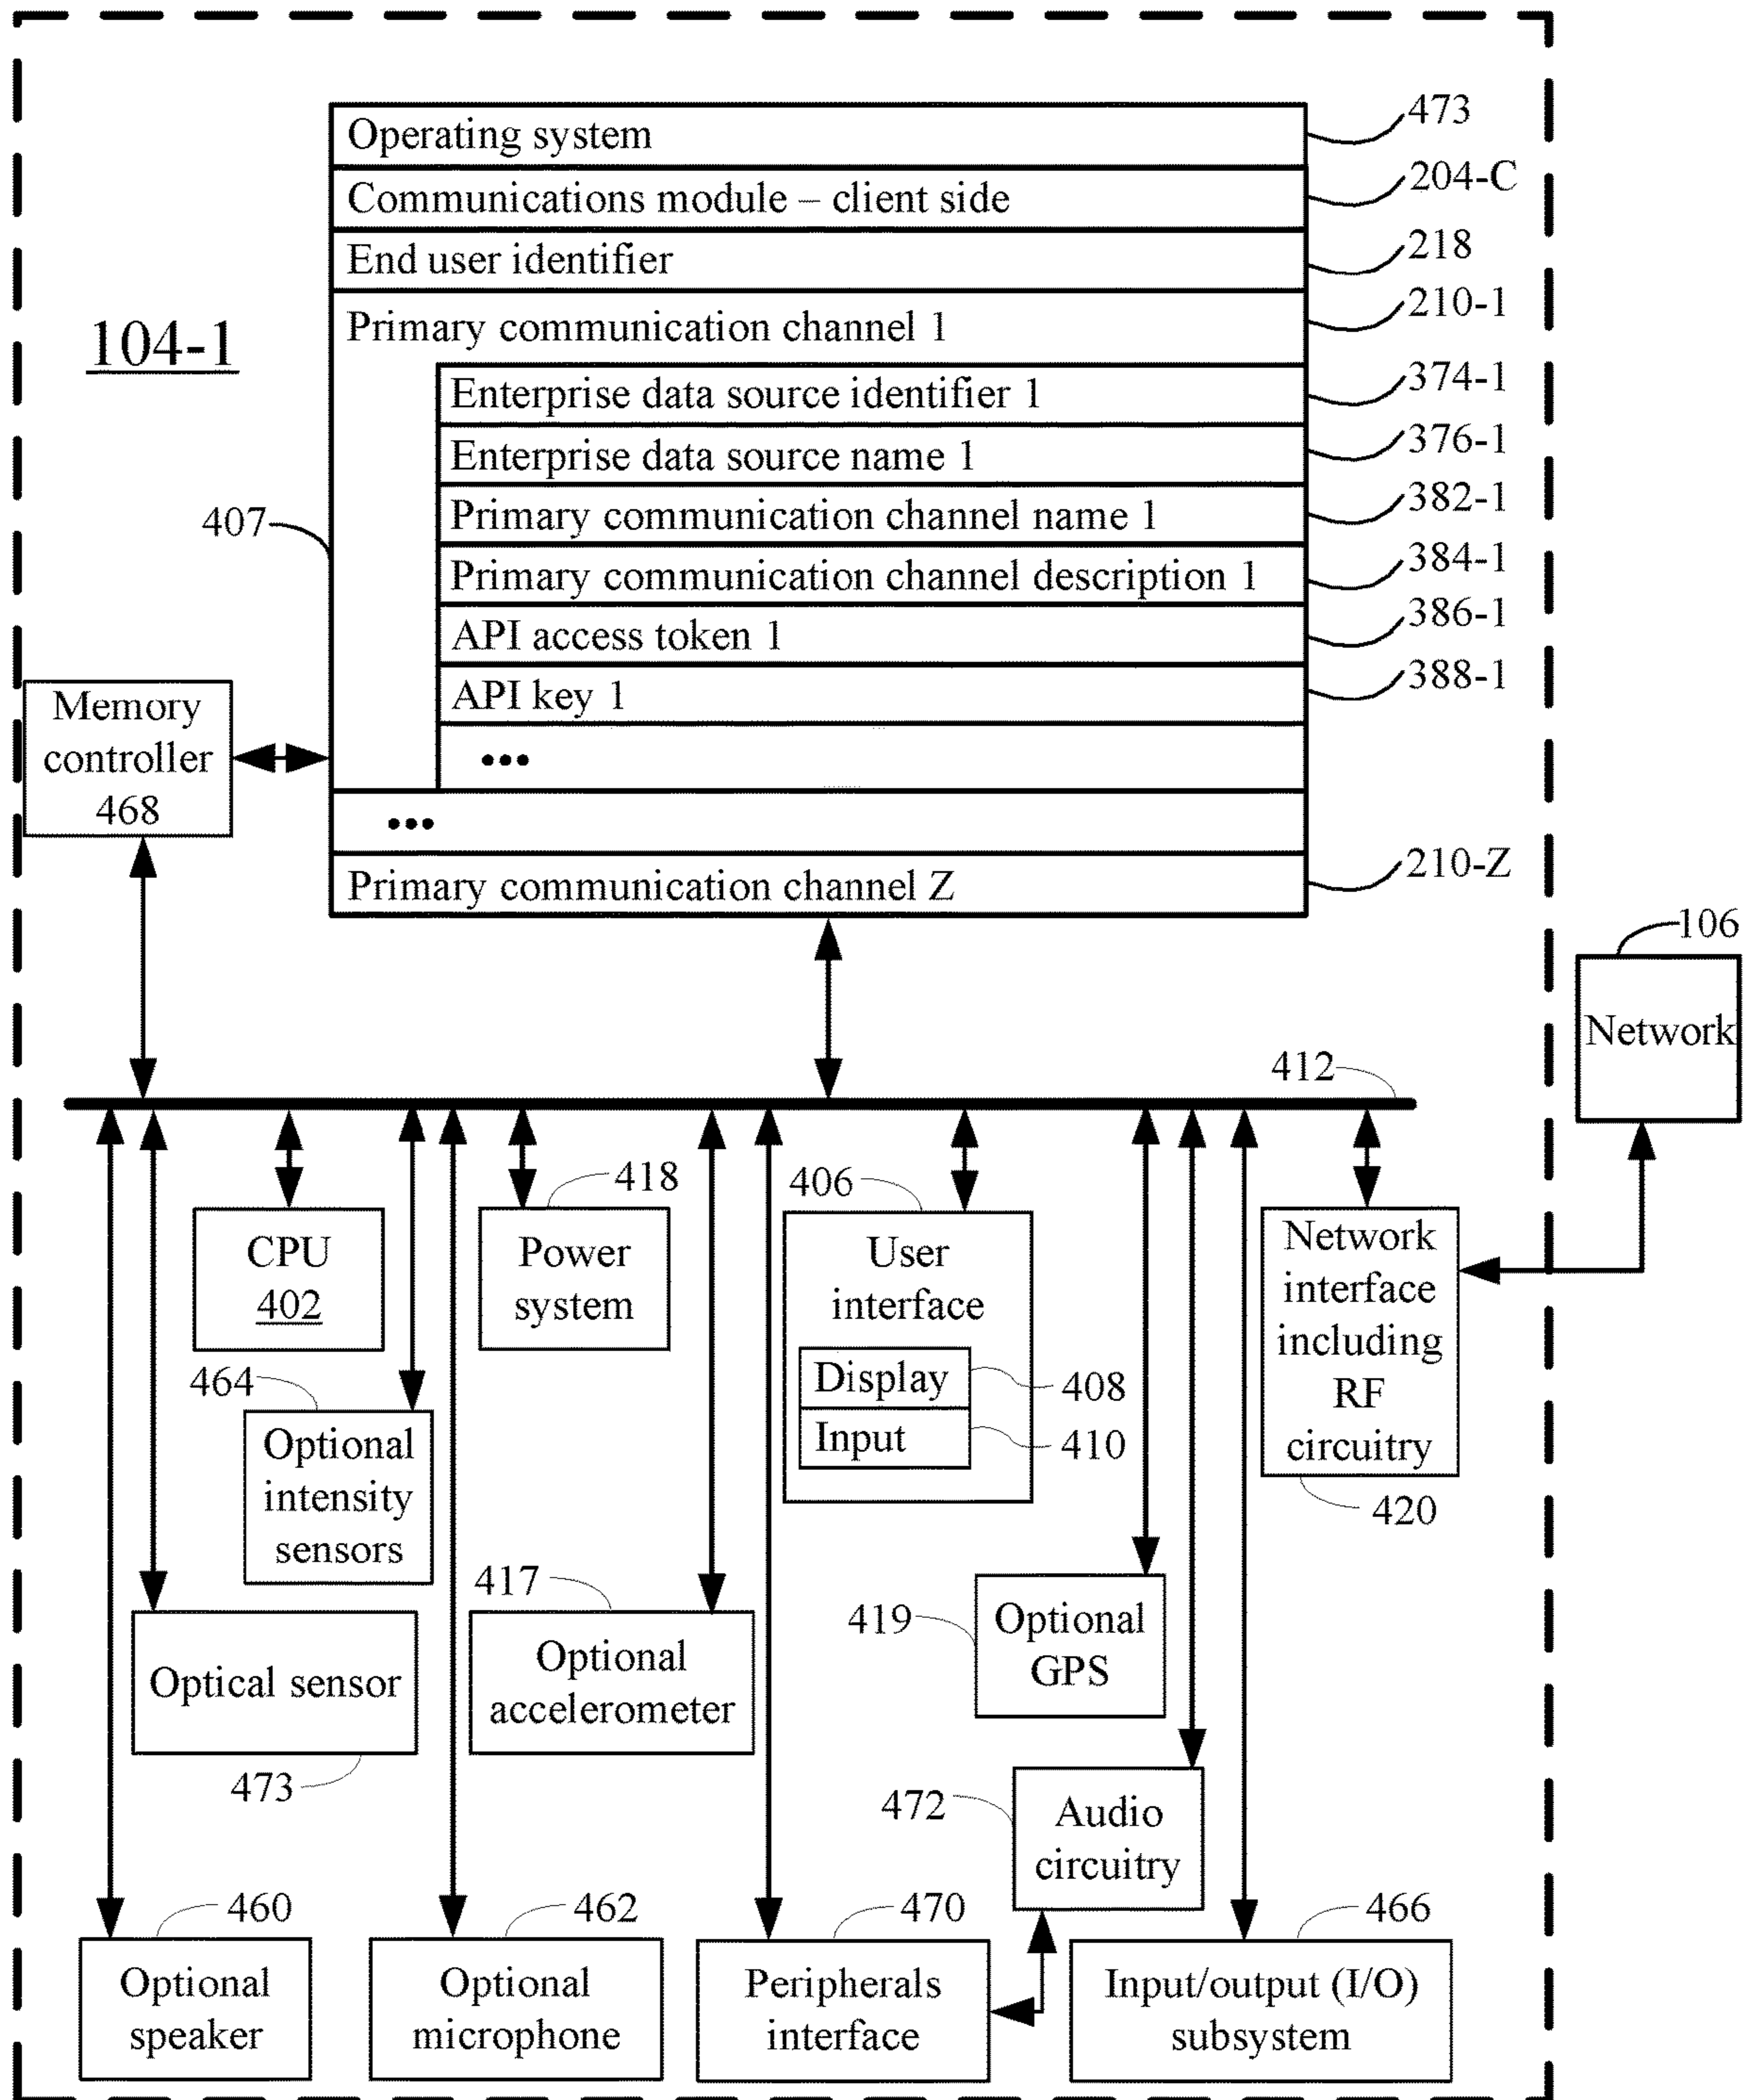 Operating system
473
Communications module – client side
204-C
End user identifier
218
Primary communication channel 1
210-1
104-1
Enterprise data source identifier 1
374-1
Enterprise data source name 1
376-1
Primary communication channel name 1
382-1
407
Primary communication channel description 1
384-1
API access token 1
386-1
API key 1
388-1
•••
Memory
controller
468
•••
Primary communication channel Z
210-Z
106
Network
412
CPU
402
418
Power
system
406
User
interface
Display
408
Input
410
Network
interface
including
RF
circuitry
420
464
Optional
intensity
sensors
417
Optional
accelerometer
419
Optional
GPS
Optical sensor
473
472
Audio
circuitry
460
Optional
speaker
462
Optional
microphone
470
Peripherals
interface
466
Input/output (I/O)
subsystem